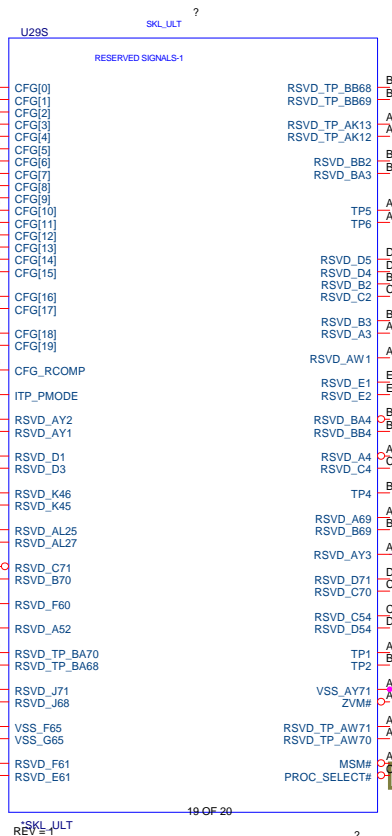 ?
SKL_ULT
U29S
RESERVED SIGNALS-1
CFG[0]
CFG[1]
CFG[2]
CFG[3]
CFG[4]
CFG[5]
CFG[6]
CFG[7]
CFG[8]
CFG[9]
CFG[10]
CFG[11]
CFG[12]
CFG[13]
CFG[14]
CFG[15]
CFG[16]
CFG[17]
CFG[18]
CFG[19]
CFG_RCOMP
ITP_PMODE
RSVD_AY2
RSVD_AY1
RSVD_D1
RSVD_D3
RSVD_K46
RSVD_K45
RSVD_AL25
RSVD_AL27
RSVD_C71
RSVD_B70
RSVD_F60
RSVD_A52
RSVD_TP_BA70
RSVD_TP_BA68
RSVD_J71
RSVD_J68
VSS_F65
VSS_G65
RSVD_F61
RSVD_E61
RSVD_TP_BB68
RSVD_TP_BB69
RSVD_TP_AK13
RSVD_TP_AK12
RSVD_BB2
RSVD_BA3
TP5
TP6
RSVD_D5
RSVD_D4
RSVD_B2
RSVD_C2
RSVD_B3
RSVD_A3
RSVD_AW1
RSVD_E1
RSVD_E2
RSVD_BA4
RSVD_BB4
RSVD_A4
RSVD_C4
TP4
RSVD_A69
RSVD_B69
RSVD_AY3
RSVD_D71
RSVD_C70
RSVD_C54
RSVD_D54
TP1
TP2
VSS_AY71
ZVM#
RSVD_TP_AW71
RSVD_TP_AW70
MSM#
PROC_SELECT#
19 OF 20
*SKL_ULT
REV = 1
?